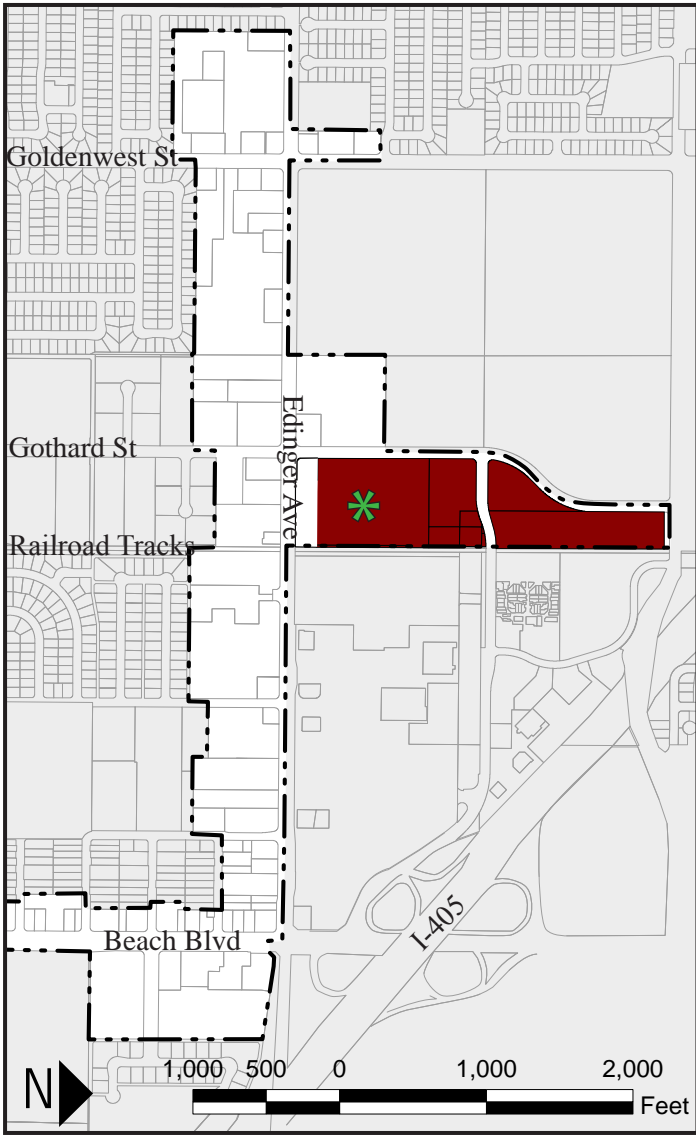 Goldenwest St
Edinger Ave
Gothard St
Railroad Tracks
Beach Blvd
I-405
N
1,000 500 0 1,000 2,000
Feet